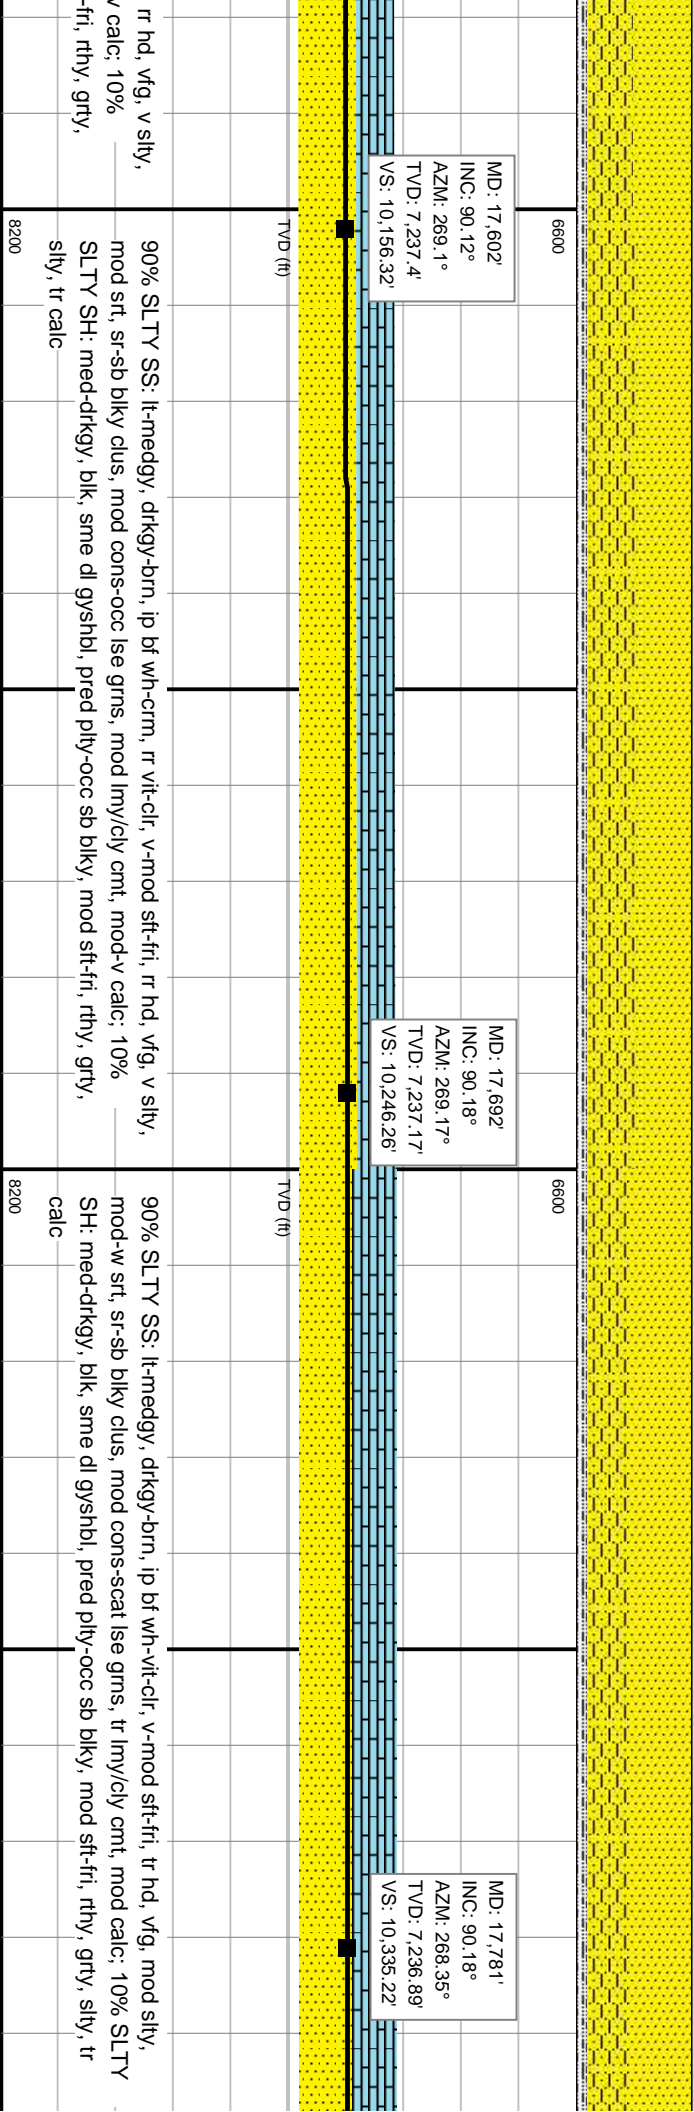 rr hd, vfg, v slty,
v calc; 10%
-fri, rthy, grty,
MD: 17,602'
INC: 90.12°
AZM: 269.1°
TVD: 7,237.4'
VS: 10,156.32'
6600
TVD (ft)
8200
90% SLTY SS: lt-medgy, drkgy-brn, ip bf wh-crm, rr vit-clr, v-mod sft-fri, rr hd, vfg, v slty,
mod srt, sr-sb blky clus, mod cons-occ lse grns, mod lmy/cly cmt, mod-v calc; 10%
SLTY SH: med-drkgy, blk, sme dl gyshbl, pred plty-occ sb blky, mod sft-fri, rthy, grty,
slty, tr calc
MD: 17,692'
INC: 90.18°
AZM: 269.17°
TVD: 7,237.17'
VS: 10,246.26'
6600
TVD (ft)
8200
90% SLTY SS: lt-medgy, drkgy-brn, ip bf wh-vit-clr, v-mod sft-fri, tr hd, vfg, mod slty,
mod-w srt, sr-sb blky clus, mod cons-scat lse grns, tr lmy/cly cmt, mod calc; 10% SLTY
SH: med-drkgy, blk, sme dl gyshbl, pred plty-occ sb blky, mod sft-fri, rthy, grty, slty, tr
calc
MD: 17,781'
INC: 90.18°
AZM: 268.35°
TVD: 7,236.89'
VS: 10,335.22'